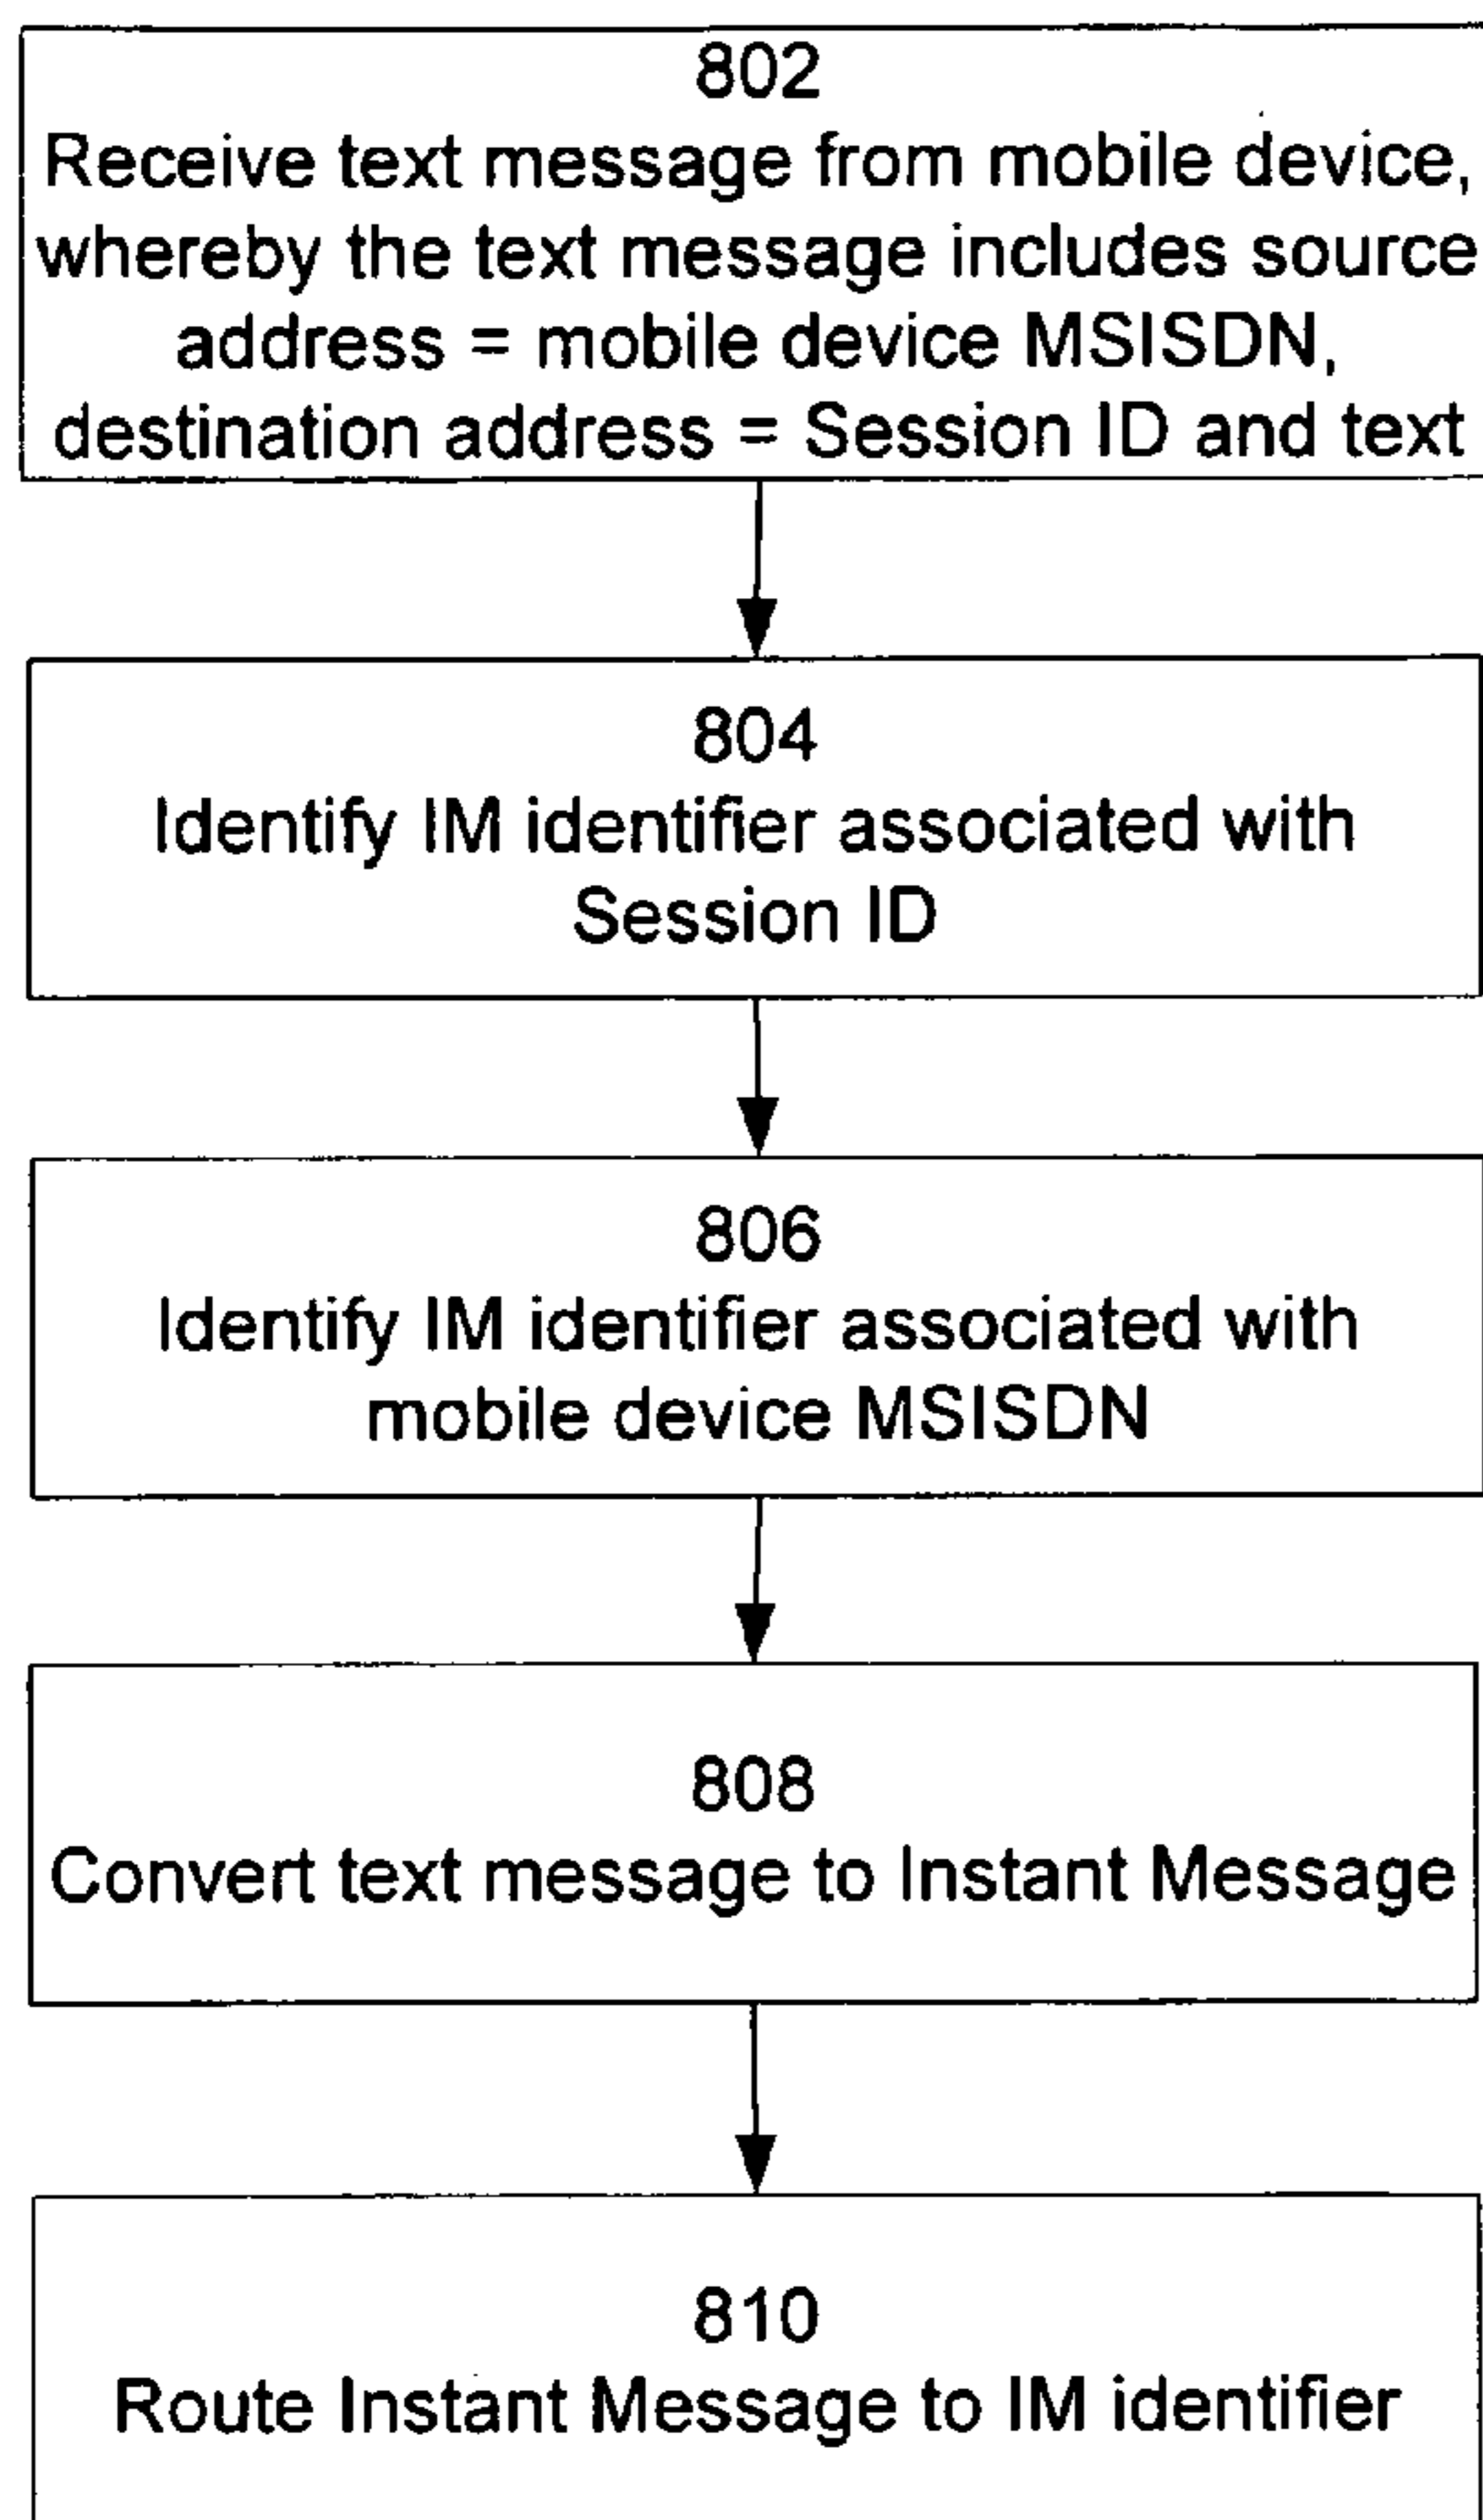 802
Receive text message from mobile device,
whereby the text message includes source
address = mobile device MSISDN,
destination address = Session ID and text
804
Identify IM identifier associated with
Session ID
806
Identify IM identifier associated with
mobile device MSISDN
808
Convert text message to Instant Message
810
Route Instant Message to IM identifier